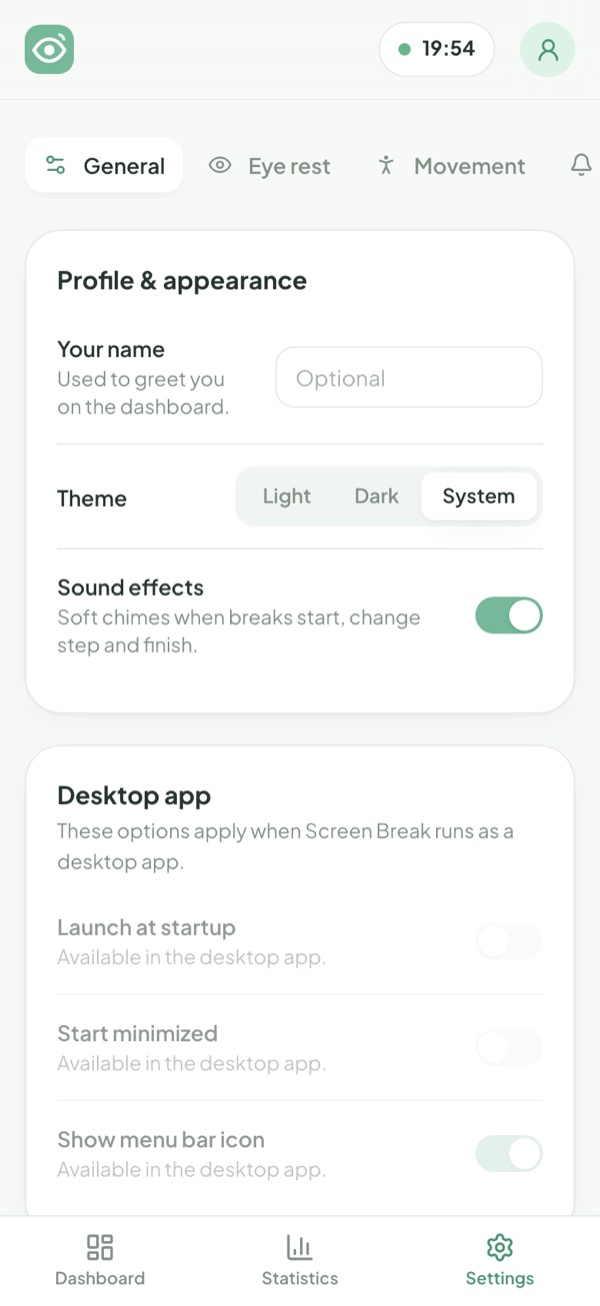 19:54
General
Eye rest
Movement
Profile & appearance
Your name
Used to greet you
on the dashboard.
Optional
Theme
Light
Dark
System
Sound effects
Soft chimes when breaks start, change
step and finish.
Desktop app
These options apply when Screen Break runs as a
desktop app.
Launch at startup
Available in the desktop app.
Start minimized
Available in the desktop app.
Show menu bar icon
Available in the desktop app.
Dashboard
Statistics
Settings